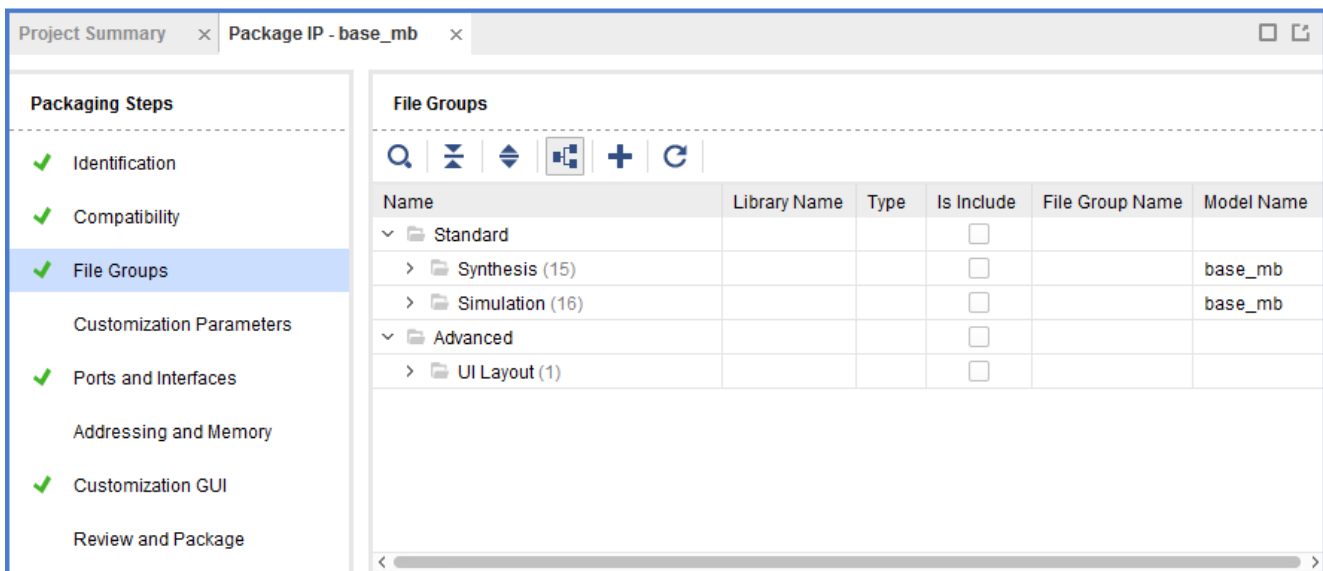 Project Summary × Package IP - base_mb ×
Packaging Steps
Identification
Compatibility
File Groups
Customization Parameters
Ports and Interfaces
Addressing and Memory
Customization GUI
Review and Package
File Groups
Name Library Name Type Is Include File Group Name Model Name
Standard
Synthesis (15) base_mb
Simulation (16) base_mb
Advanced
UI Layout (1)